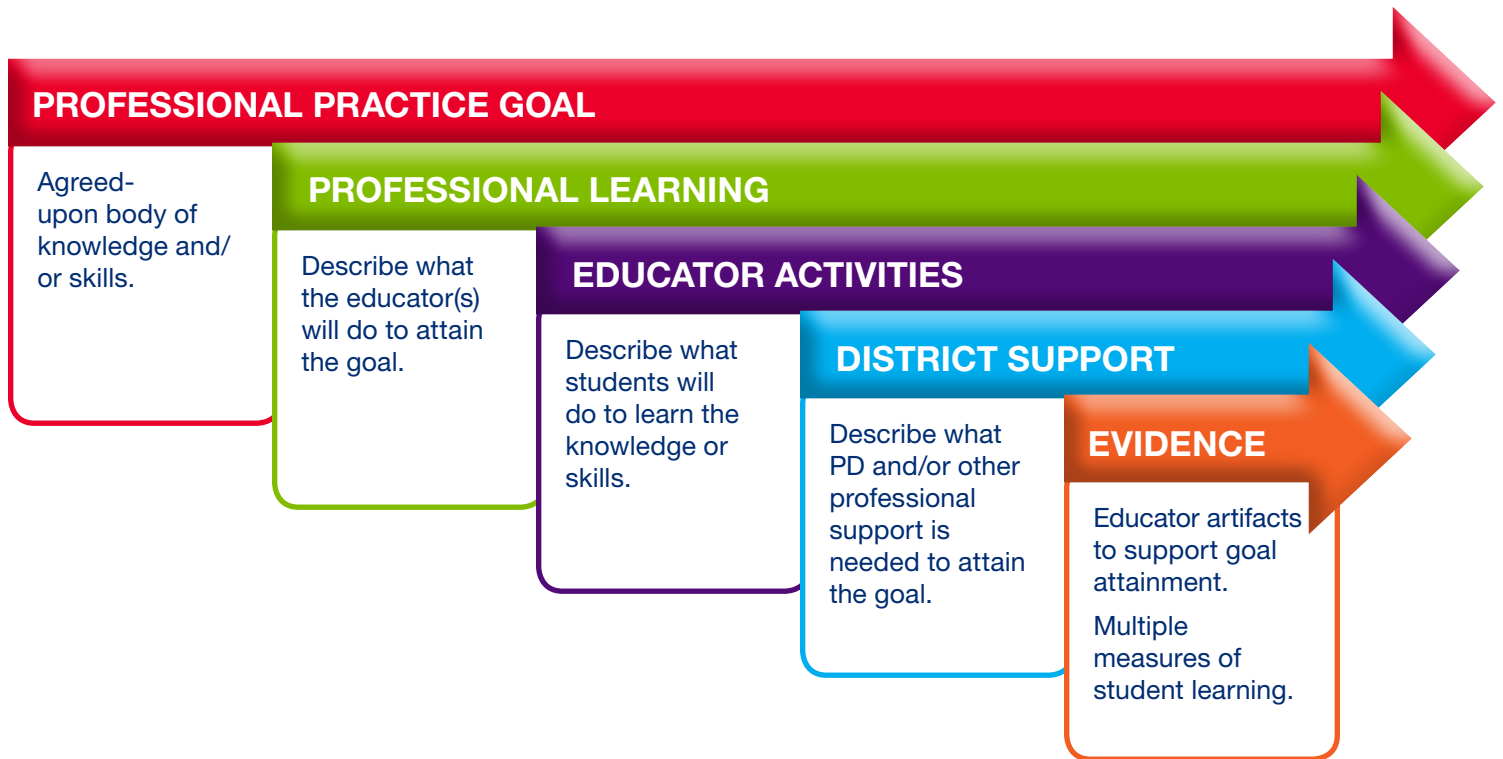 PROFESSIONAL PRACTICE GOAL
Agreed-
upon body of
knowledge and/
or skills.
PROFESSIONAL LEARNING
Describe what
the educator(s)
will do to attain
the goal.
EDUCATOR ACTIVITIES
Describe what
students will
do to learn the
knowledge or
skills.
DISTRICT SUPPORT
Describe what
PD and/or other
professional
support is
needed to attain
the goal.
EVIDENCE
Educator artifacts
to support goal
attainment.
Multiple
measures of
student learning.